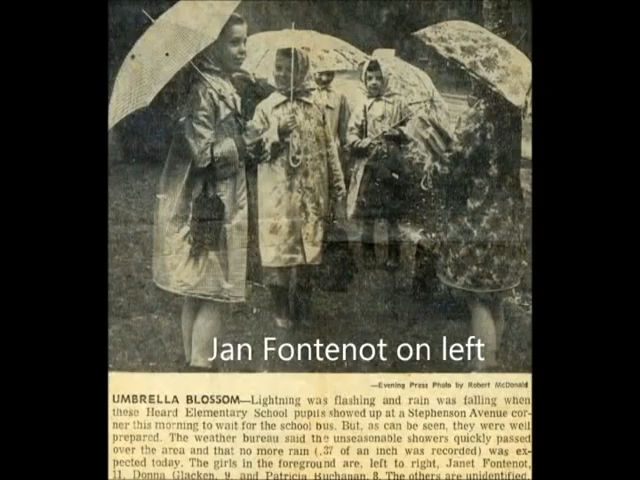 Jan Fontenot on left
—Evening Press Photo by Robert McDonald
UMBRELLA BLOSSOM—Lightning was flashing and rain was falling when
these Heard Elementary School pupils showed up at a Stephenson Avenue cor-
ner this morning to wait for the school bus. But, as can be seen, they were well
prepared. The weather bureau said the unseasonable showers quickly passed
over the area and that no more rain (.37 of an inch was recorded) was ex-
pected today. The girls in the foreground are, left to right, Janet Fontenot,
11, Donna Glacken, 9, and Patricia Buchanan, 8. The others are unidentified.